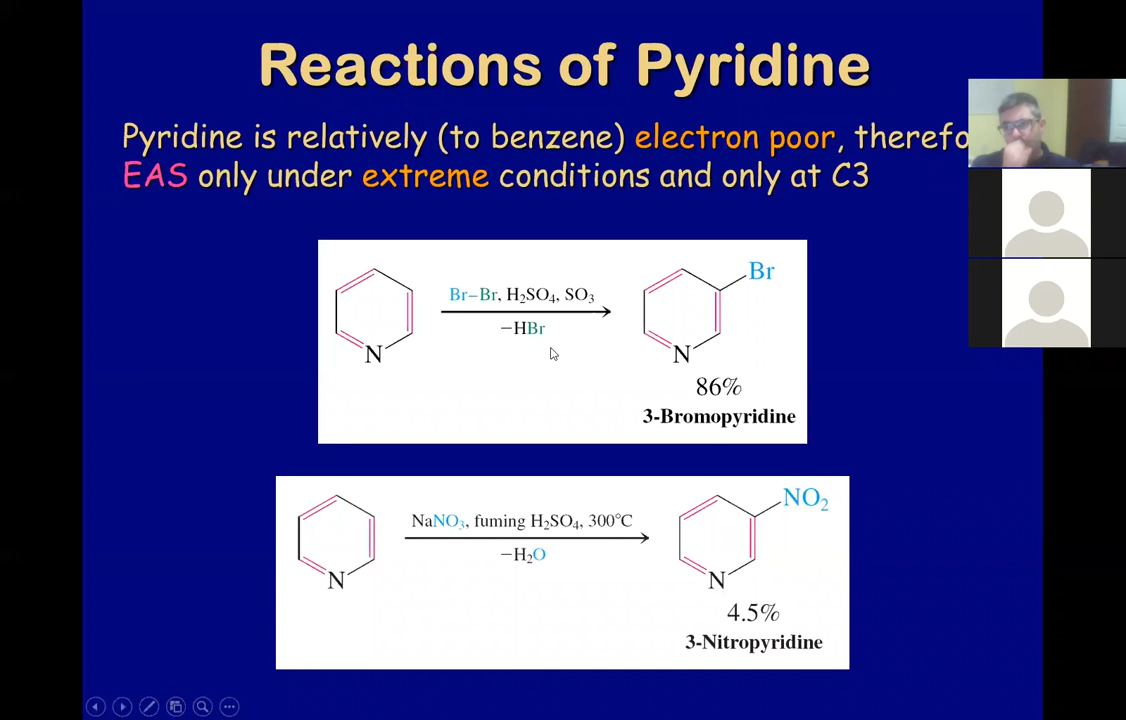 Reactions of Pyridine
Pyridine is relatively (to benzene) electron poor, therefo
EAS only under extreme conditions and only at C3
Br–Br, H₂SO₄, SO₃
−HBr
N
Br
N
86%
3-Bromopyridine
NaNO₃, fuming H₂SO₄, 300°C
−H₂O
N
NO₂
N
4.5%
3-Nitropyridine